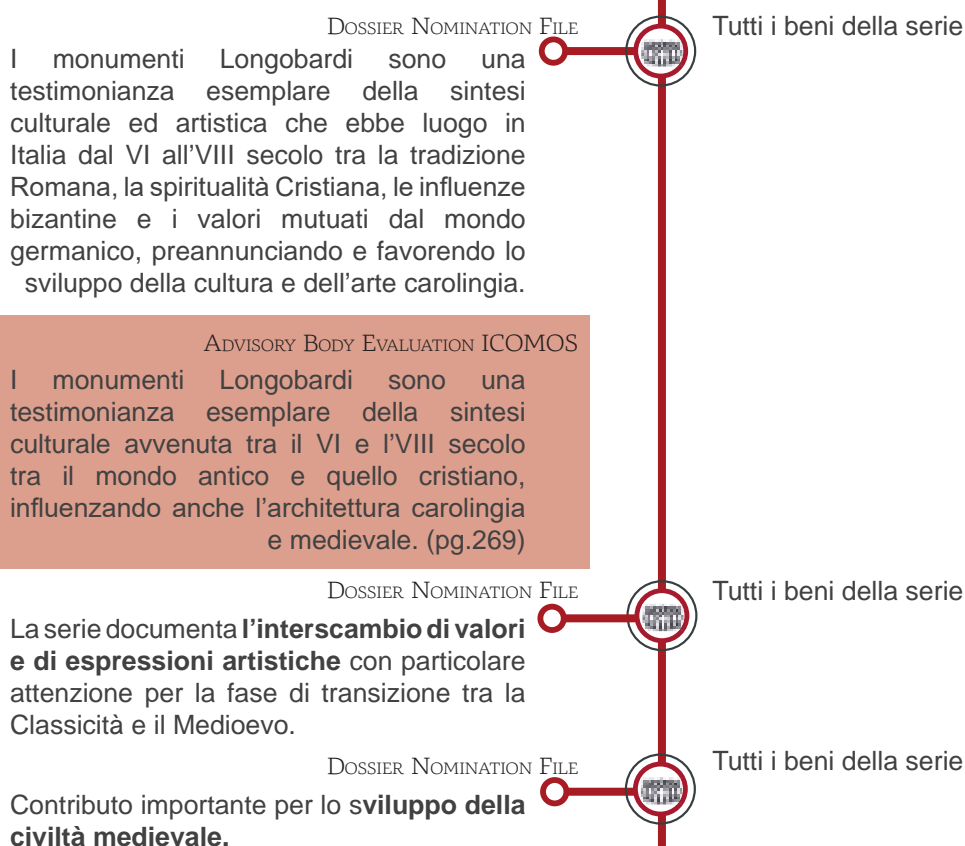 Dossier Nomination File
Tutti i beni della serie
I monumenti Longobardi sono una
testimonianza esemplare della sintesi
culturale ed artistica che ebbe luogo in
Italia dal VI all'VIII secolo tra la tradizione
Romana, la spiritualità Cristiana, le influenze
bizantine e i valori mutuati dal mondo
germanico, preannunciando e favorendo lo
sviluppo della cultura e dell'arte carolingia.
Advisory Body Evaluation ICOMOS
I monumenti Longobardi sono una
testimonianza esemplare della sintesi
culturale avvenuta tra il VI e l'VIII secolo
tra il mondo antico e quello cristiano,
influenzando anche l'architettura carolingia
e medievale. (pg.269)
Dossier Nomination File
Tutti i beni della serie
La serie documenta l'interscambio di valori
e di espressioni artistiche con particolare
attenzione per la fase di transizione tra la
Classicità e il Medioevo.
Dossier Nomination File
Tutti i beni della serie
Contributo importante per lo sviluppo della
civiltà medievale.